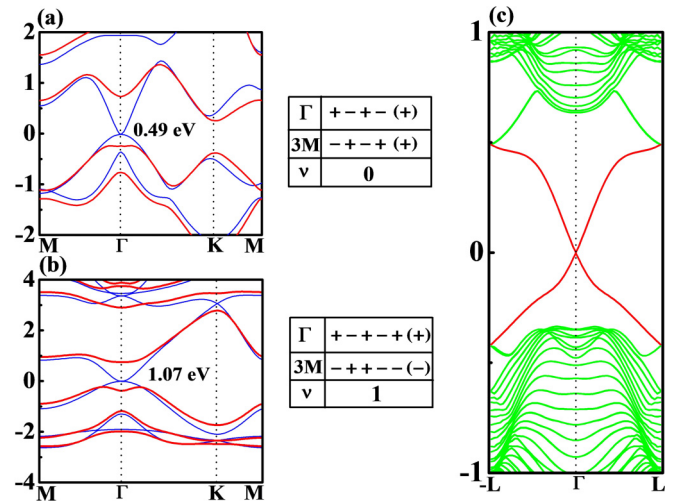 (a)
2
1
0
-1
-2
0.49 eV
M Γ K M
Γ + - + - (+)
3M - + - + (+)
ν 0
(b)
4
2
0
-2
-4
1.07 eV
M Γ K M
Γ + - + - + (+)
3M - + + - - (-)
ν 1
(c)
1
0
-1
-L Γ L